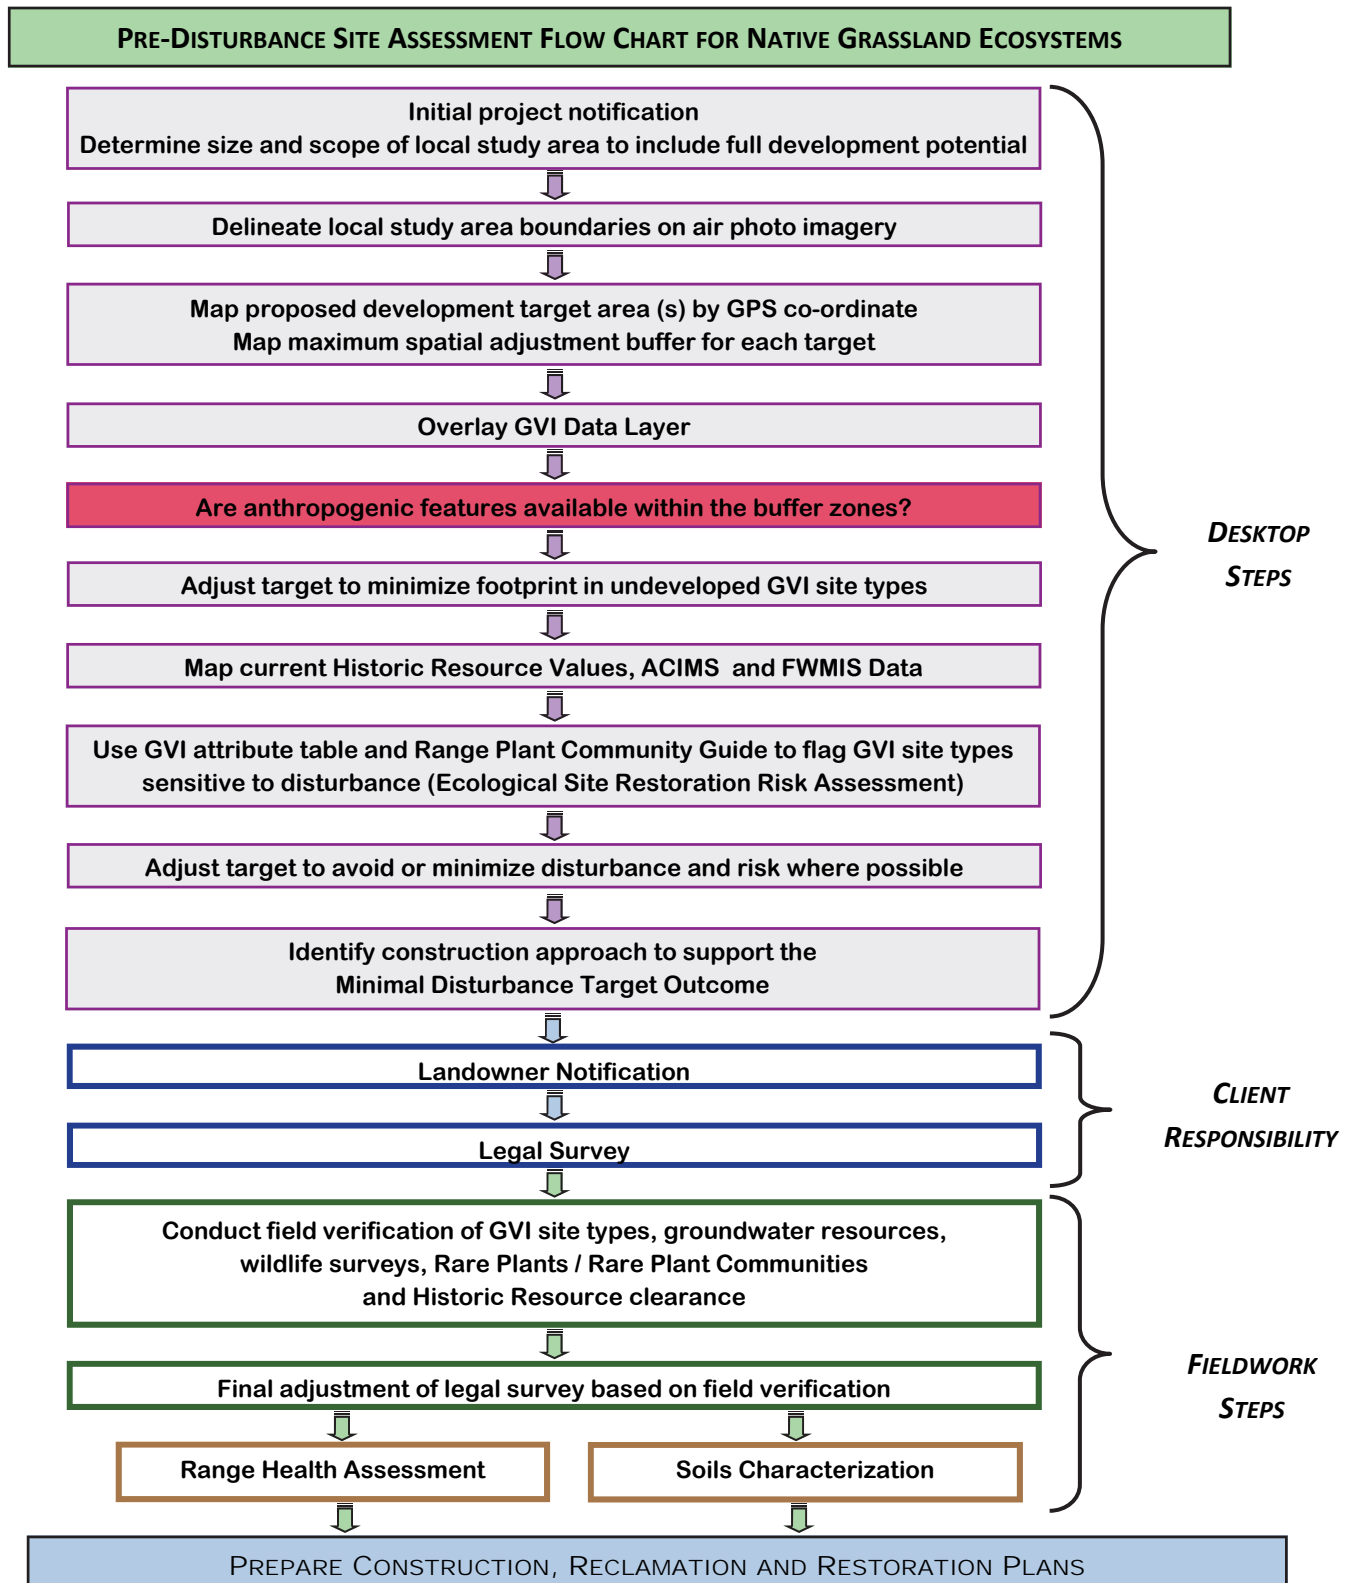 PRE-DISTURBANCE SITE ASSESSMENT FLOW CHART FOR NATIVE GRASSLAND ECOSYSTEMS
Initial project notification
Determine size and scope of local study area to include full development potential
Delineate local study area boundaries on air photo imagery
Map proposed development target area (s) by GPS co-ordinate
Map maximum spatial adjustment buffer for each target
Overlay GVI Data Layer
Are anthropogenic features available within the buffer zones?
Adjust target to minimize footprint in undeveloped GVI site types
Map current Historic Resource Values, ACIMS and FWMIS Data
Use GVI attribute table and Range Plant Community Guide to flag GVI site types
sensitive to disturbance (Ecological Site Restoration Risk Assessment)
Adjust target to avoid or minimize disturbance and risk where possible
Identify construction approach to support the
Minimal Disturbance Target Outcome
DESKTOP
STEPS
Landowner Notification
Legal Survey
CLIENT
RESPONSIBILITY
Conduct field verification of GVI site types, groundwater resources,
wildlife surveys, Rare Plants / Rare Plant Communities
and Historic Resource clearance
Final adjustment of legal survey based on field verification
Range Health Assessment
Soils Characterization
FIELDWORK
STEPS
PREPARE CONSTRUCTION, RECLAMATION AND RESTORATION PLANS